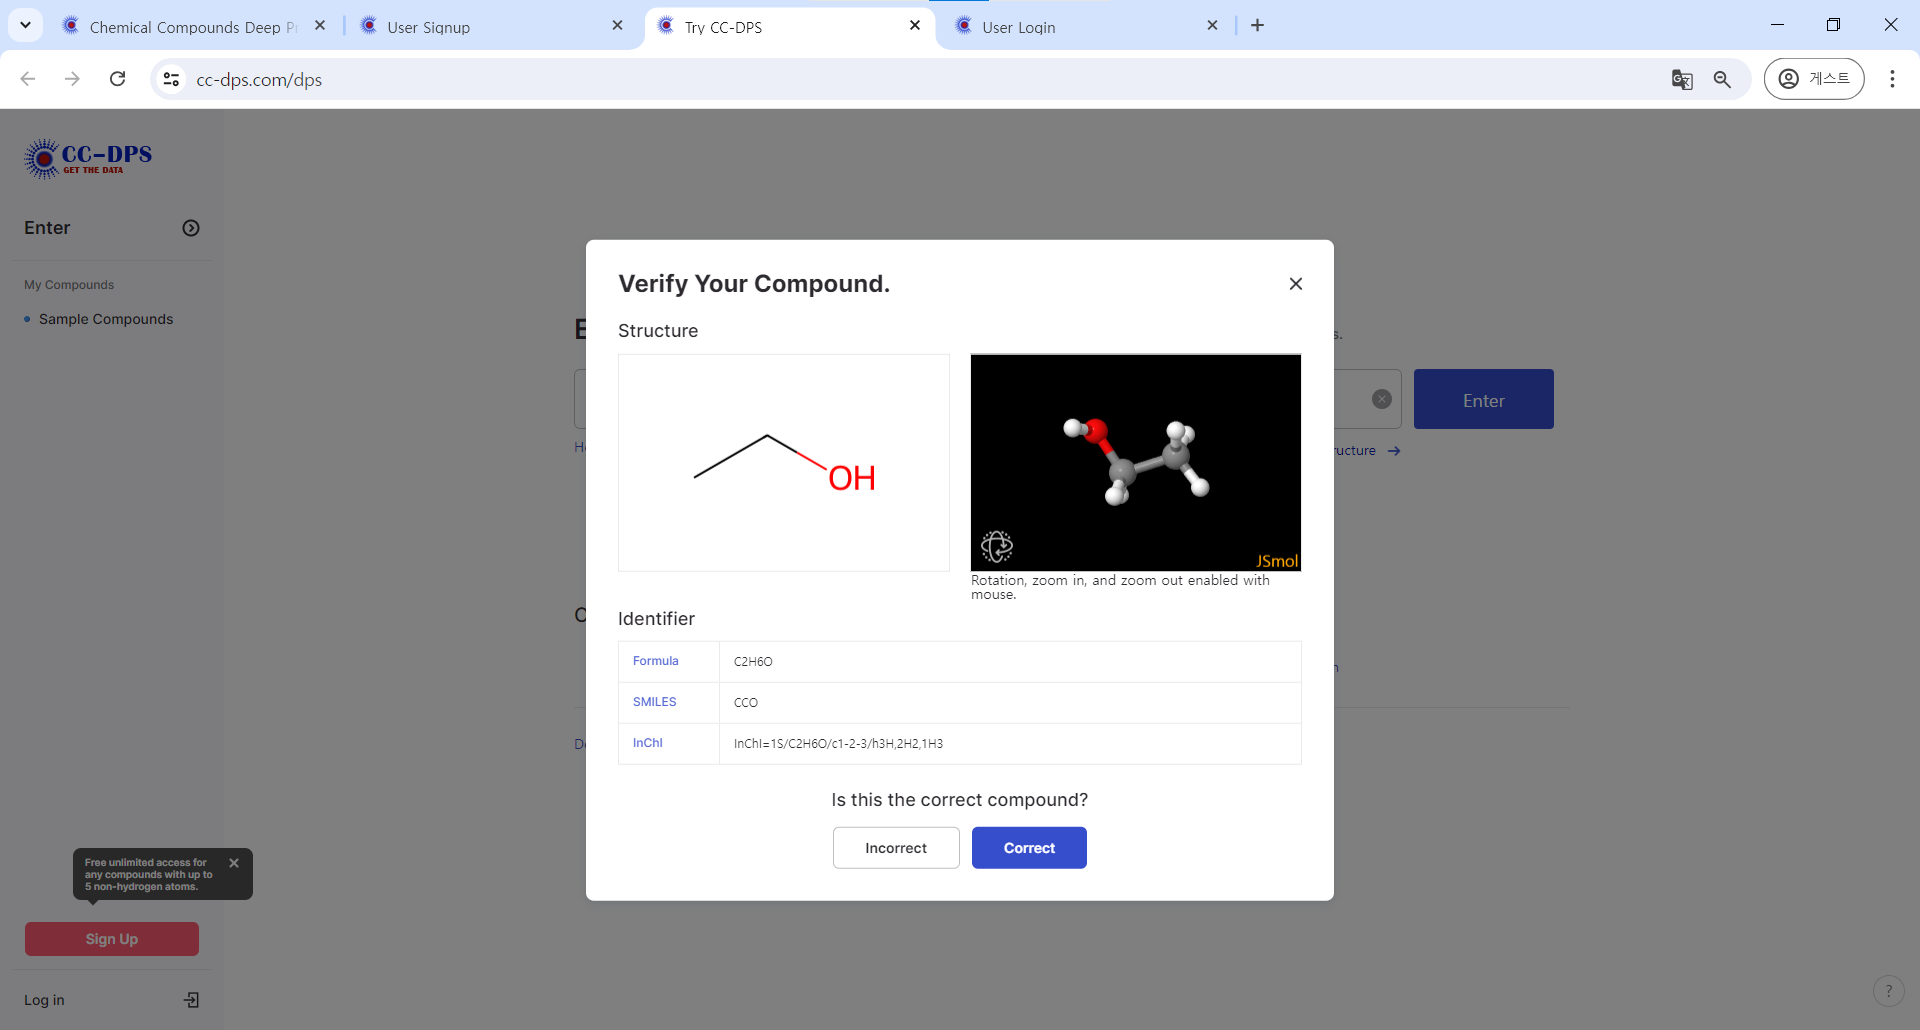 Chemical Compounds Deep Pr
User Signup
Try CC-DPS
User Login
cc-dps.com/dps
게스트
CC-DPS
GET THE DATA
Enter
My Compounds
Sample Compounds
Verify Your Compound.
Structure
OH
JSmol
Rotation, zoom in, and zoom out enabled with
mouse.
Identifier
Formula C2H6O
SMILES CCO
InChI InChI=1S/C2H6O/c1-2-3/h3H,2H2,1H3
Is this the correct compound?
Incorrect Correct
Enter
ructure
Free unlimited access for
any compounds with up to
5 non-hydrogen atoms.
Sign Up
Log in
?